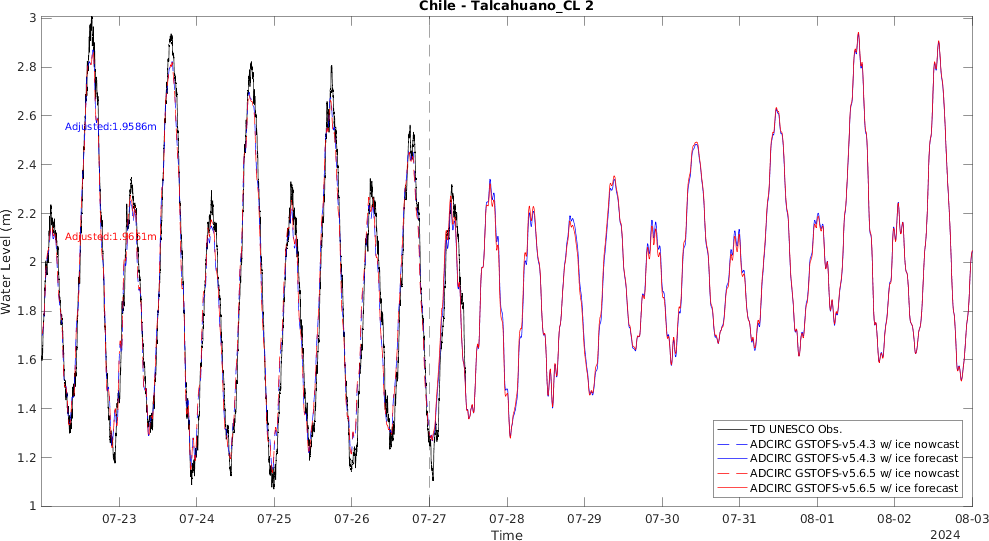 Chile - Talcahuano_CL 2
3
2.8
2.6
2.4
2.2
2
1.8
1.6
1.4
1.2
1
Water Level (m)
Adjusted:1.9586m
Adjusted:1.9661m
TD UNESCO Obs.
ADCIRC GSTOFS-v5.4.3 w/ ice nowcast
ADCIRC GSTOFS-v5.4.3 w/ ice forecast
ADCIRC GSTOFS-v5.6.5 w/ ice nowcast
ADCIRC GSTOFS-v5.6.5 w/ ice forecast
07-23 07-24 07-25 07-26 07-27 07-28 07-29 07-30 07-31 08-01 08-02 08-03
Time
2024